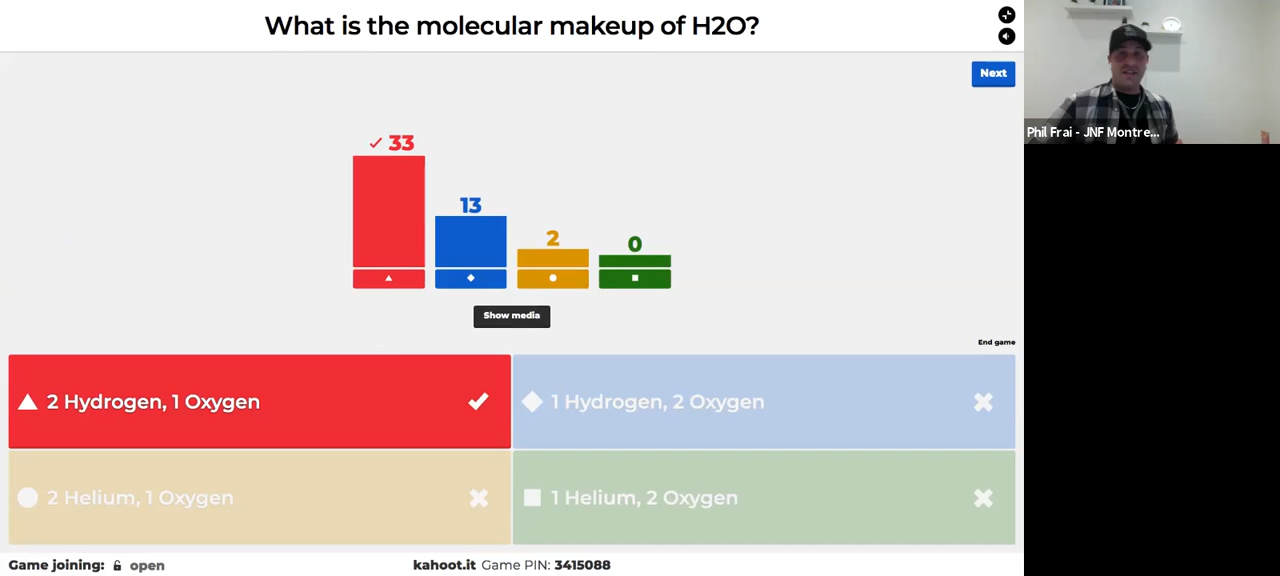 What is the molecular makeup of H2O?
Next
Phil Frai - JNF Montre...
33
13
2
0
Show media
End game
2 Hydrogen, 1 Oxygen
1 Hydrogen, 2 Oxygen
2 Helium, 1 Oxygen
1 Helium, 2 Oxygen
Game joining: open
kahoot.it Game PIN: 3415088